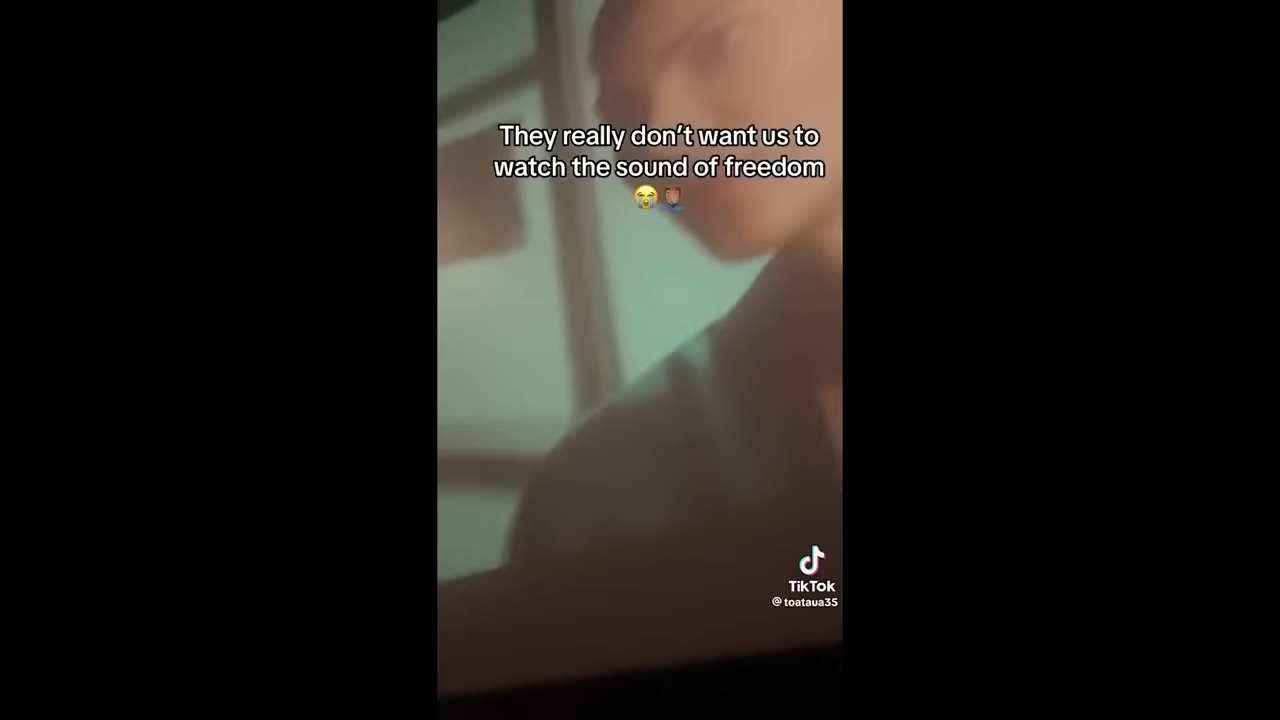 They really don't want us to
watch the sound of freedom
😭🤦🏽‍♂️
TikTok
@toataua35